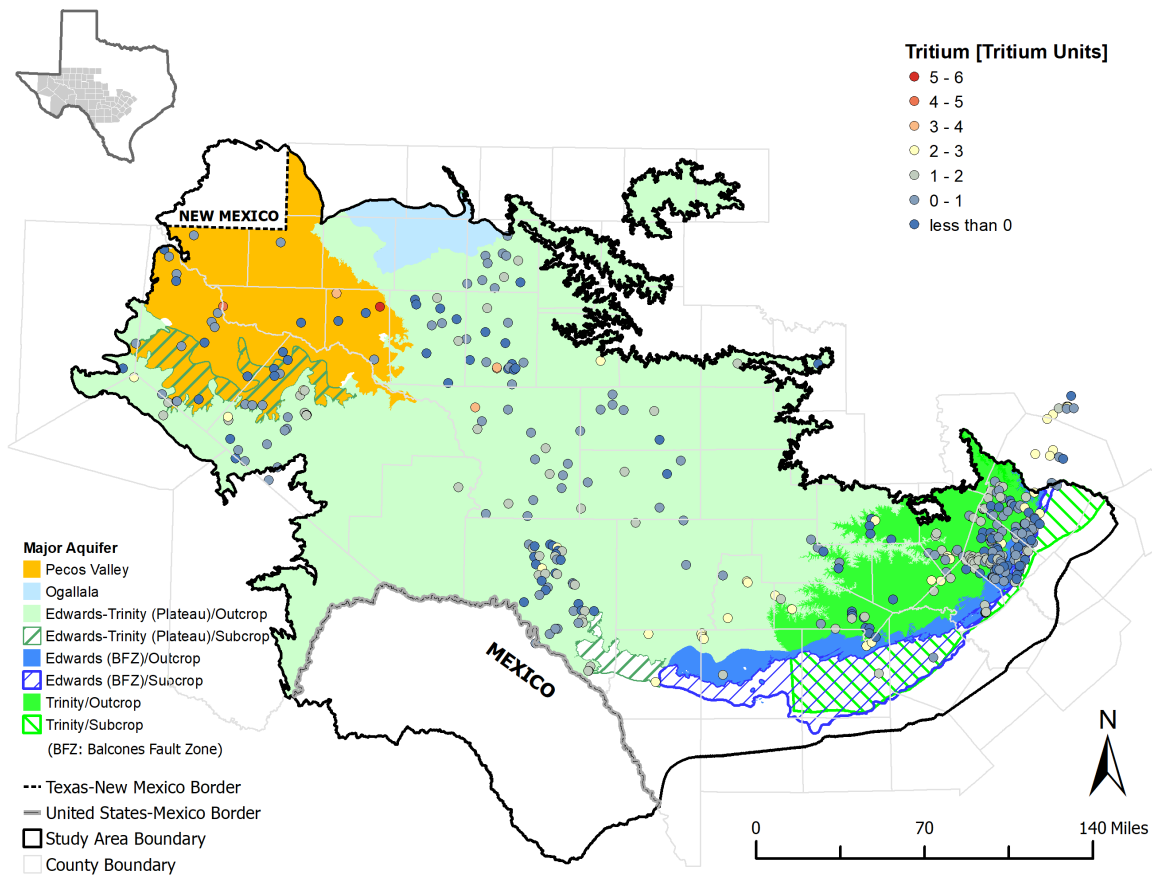 Tritium [Tritium Units]
5 - 6
4 - 5
3 - 4
2 - 3
1 - 2
0 - 1
less than 0
NEW MEXICO
MEXICO
Major Aquifer
Pecos Valley
Ogallala
Edwards-Trinity (Plateau)/Outcrop
Edwards-Trinity (Plateau)/Subcrop
Edwards (BFZ)/Outcrop
Edwards (BFZ)/Subcrop
Trinity/Outcrop
Trinity/Subcrop
(BFZ: Balcones Fault Zone)
Texas-New Mexico Border
United States-Mexico Border
Study Area Boundary
County Boundary
N
0 70 140 Miles